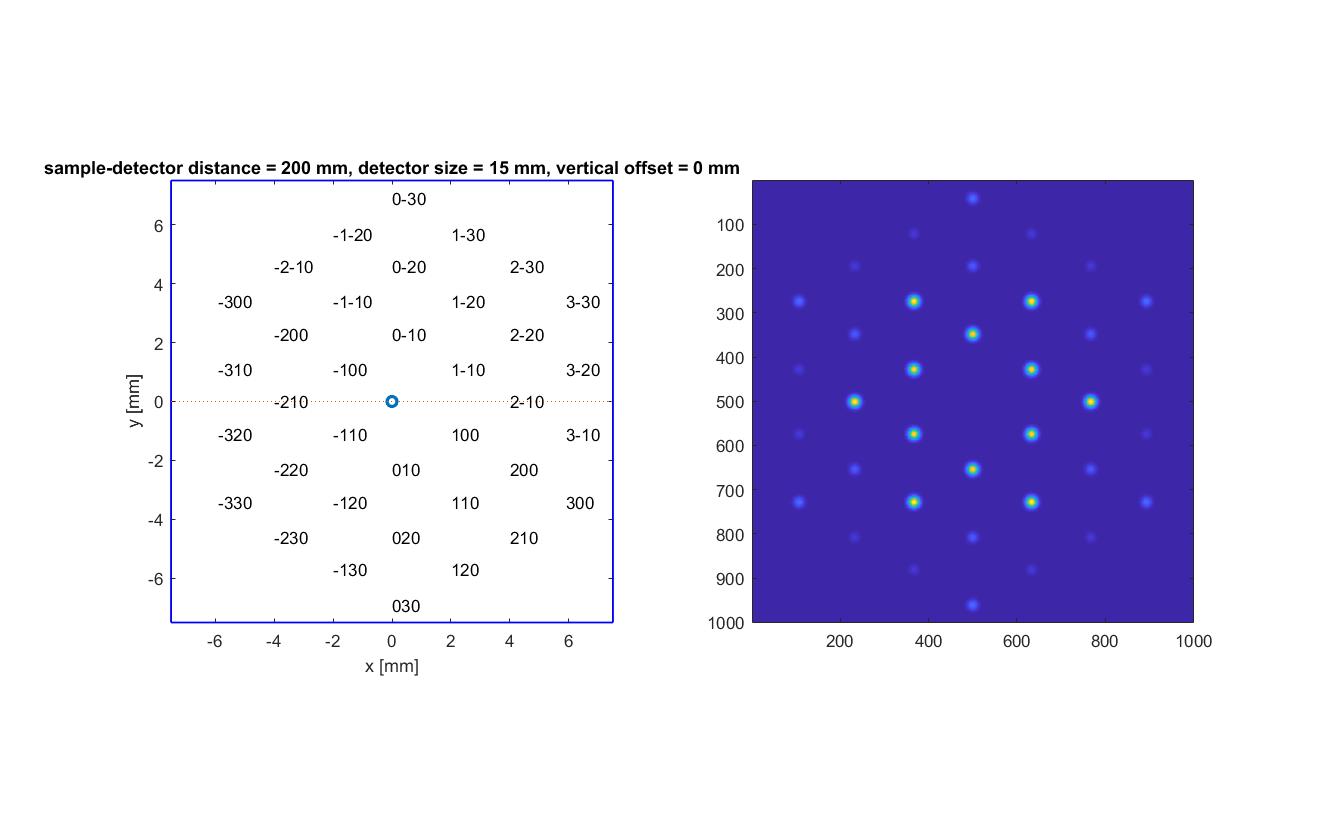 sample-detector distance = 200 mm, detector size = 15 mm, vertical offset = 0 mm
0-30
-1-20 1-30
-2-10 0-20 2-30
-300 -1-10 1-20 3-30
-200 0-10 2-20
-310 -100 1-10 3-20
-210 2-10
-320 -110 100 3-10
-220 010 200
-330 -120 110 300
-230 020 210
-130 120
030
6
4
2
0
-2
-4
-6
y [mm]
-6 -4 -2 0 2 4 6
x [mm]
100
200
300
400
500
600
700
800
900
1000
200 400 600 800 1000